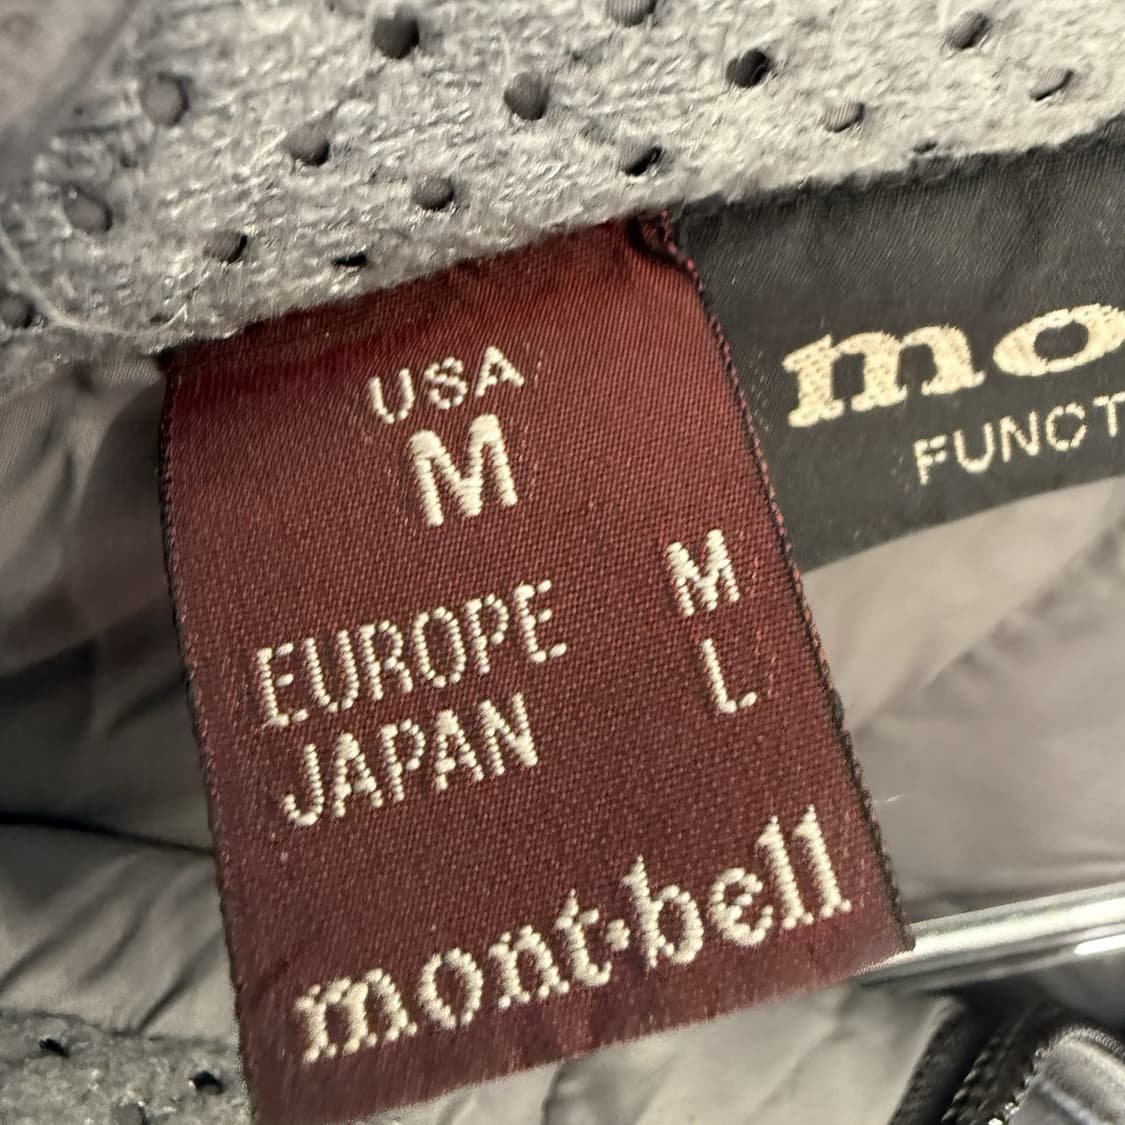 USA
M
EUROPE M
JAPAN L
mont·bell
mo
FUNCT